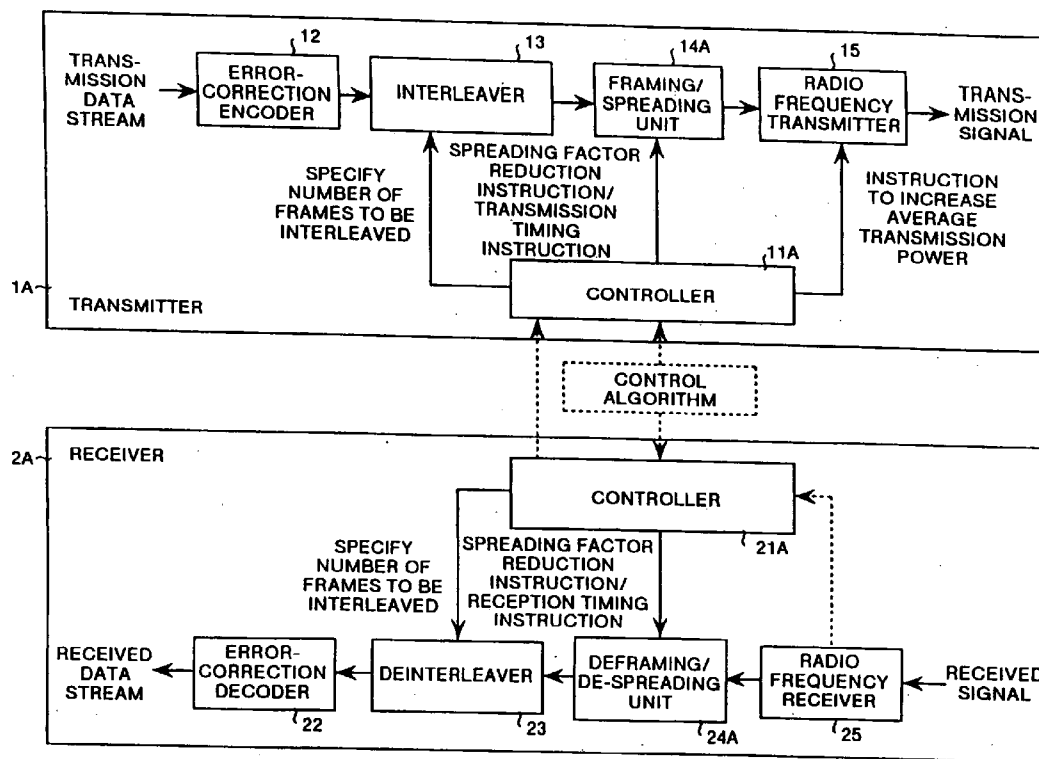 12
13
14A
15
TRANS-
MISSION
DATA
STREAM
ERROR-
CORRECTION
ENCODER
INTERLEAVER
FRAMING/
SPREADING
UNIT
RADIO
FREQUENCY
TRANSMITTER
TRANS-
MISSION
SIGNAL
SPECIFY
NUMBER OF
FRAMES TO BE
INTERLEAVED
SPREADING FACTOR
REDUCTION
INSTRUCTION/
TRANSMISSION
TIMING
INSTRUCTION
INSTRUCTION
TO INCREASE
AVERAGE
TRANSMISSION
POWER
11A
CONTROLLER
1A
TRANSMITTER
CONTROL
ALGORITHM
2A
RECEIVER
CONTROLLER
21A
SPECIFY
NUMBER OF
FRAMES TO BE
INTERLEAVED
SPREADING FACTOR
REDUCTION
INSTRUCTION/
RECEPTION TIMING
INSTRUCTION
RECEIVED
DATA
STREAM
ERROR-
CORRECTION
DECODER
DEINTERLEAVER
DEFRAMING/
DE-SPREADING
UNIT
RADIO
FREQUENCY
RECEIVER
RECEIVED
SIGNAL
22
23
24A
25